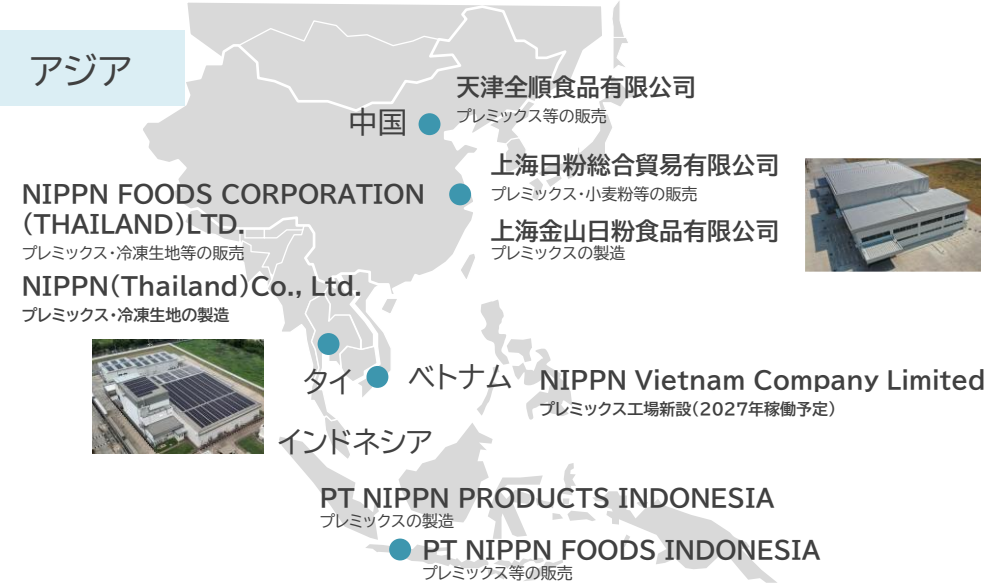 アジア
中国
天津全順食品有限公司
プレミックス等の販売
上海日粉総合貿易有限公司
プレミックス・小麦粉等の販売
上海金山日粉食品有限公司
プレミックスの製造
NIPPN FOODS CORPORATION
(THAILAND)LTD.
プレミックス・冷凍生地等の販売
NIPPN(Thailand)Co., Ltd.
プレミックス・冷凍生地の製造
タイ
ベトナム
NIPPN Vietnam Company Limited
プレミックス工場新設(2027年稼働予定)
インドネシア
PT NIPPN PRODUCTS INDONESIA
プレミックスの製造
PT NIPPN FOODS INDONESIA
プレミックス等の販売